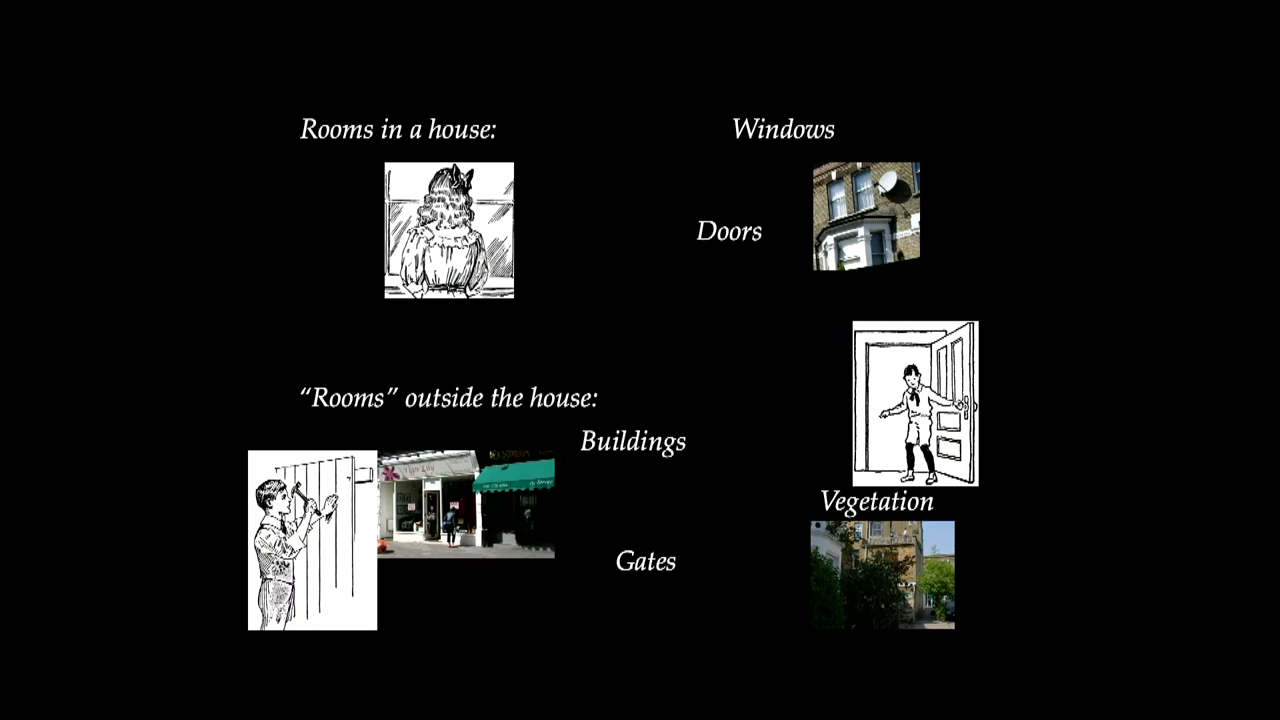 Rooms in a house:
Windows
Doors
“Rooms” outside the house:
Buildings
Vegetation
Gates